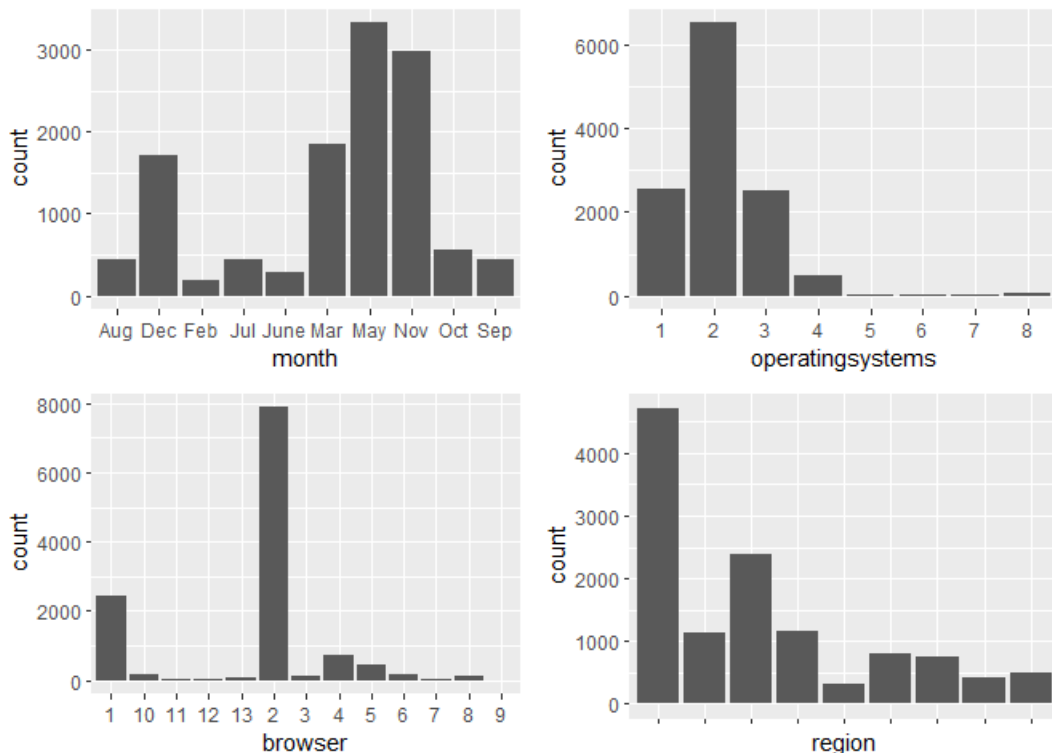 count
3000
2000
1000
0
Aug Dec Feb Jul June Mar May Nov Oct Sep
month
count
6000
4000
2000
0
1 2 3 4 5 6 7 8
operatingsystems
count
8000
6000
4000
2000
0
1 10 11 12 13 2 3 4 5 6 7 8 9
browser
count
4000
3000
2000
1000
0
region